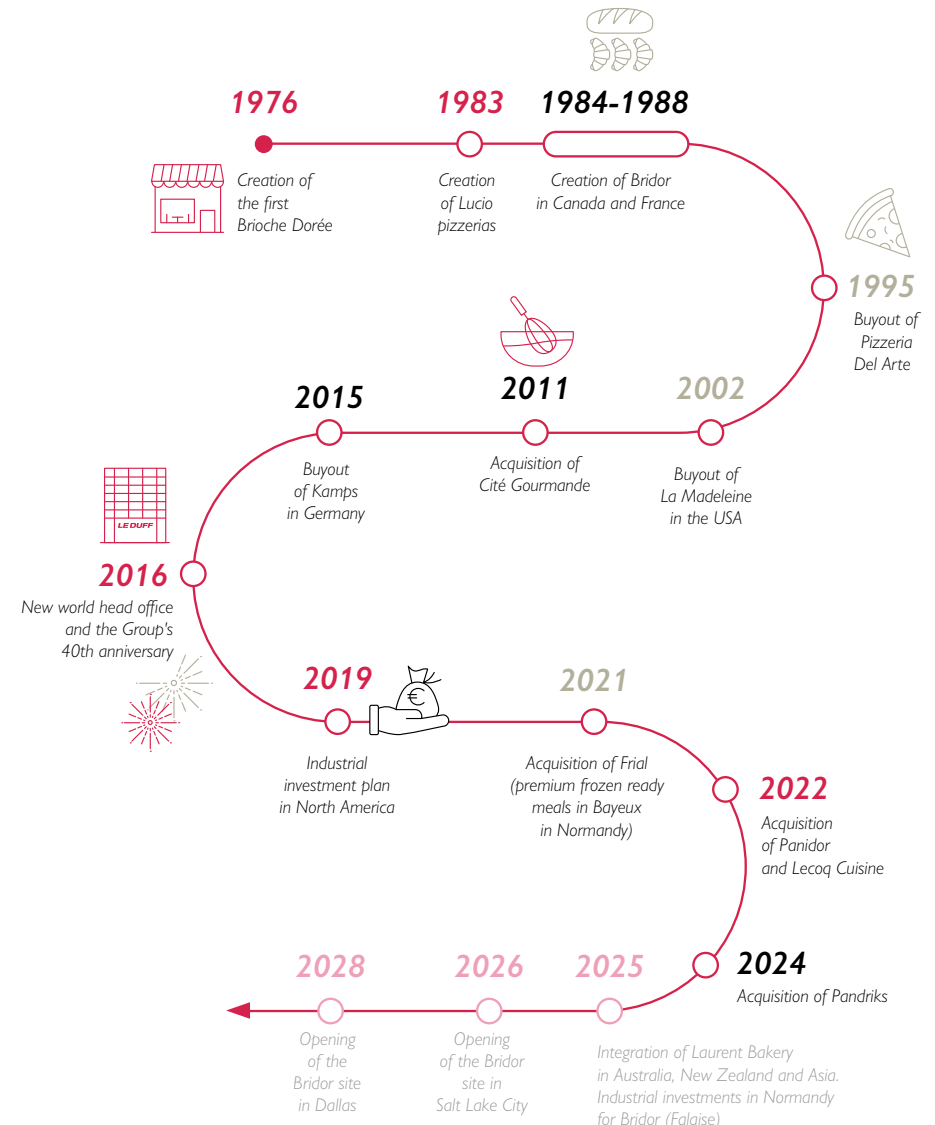 1976
Creation of
the first
Brioche Dorée
1983
Creation
of Lucio
pizzerias
1984-1988
Creation of Bridor
in Canada and France
1995
Buyout of
Pizzeria
Del Arte
2002
Buyout of
La Madeleine
in the USA
2011
Acquisition of
Cité Gourmande
2015
Buyout
of Kamps
in Germany
LE DUFF
2016
New world head office
and the Group's
40th anniversary
2019
€
Industrial
investment plan
in North America
2021
Acquisition of Frial
(premium frozen ready
meals in Bayeux
in Normandy)
2022
Acquisition
of Panidor
and Lecoq Cuisine
2024
Acquisition of Pandriks
2025
Integration of Laurent Bakery
in Australia, New Zealand and Asia.
Industrial investments in Normandy
for Bridor (Falaise)
2026
Opening
of the Bridor
site in
Salt Lake City
2028
Opening
of the
Bridor site
in Dallas